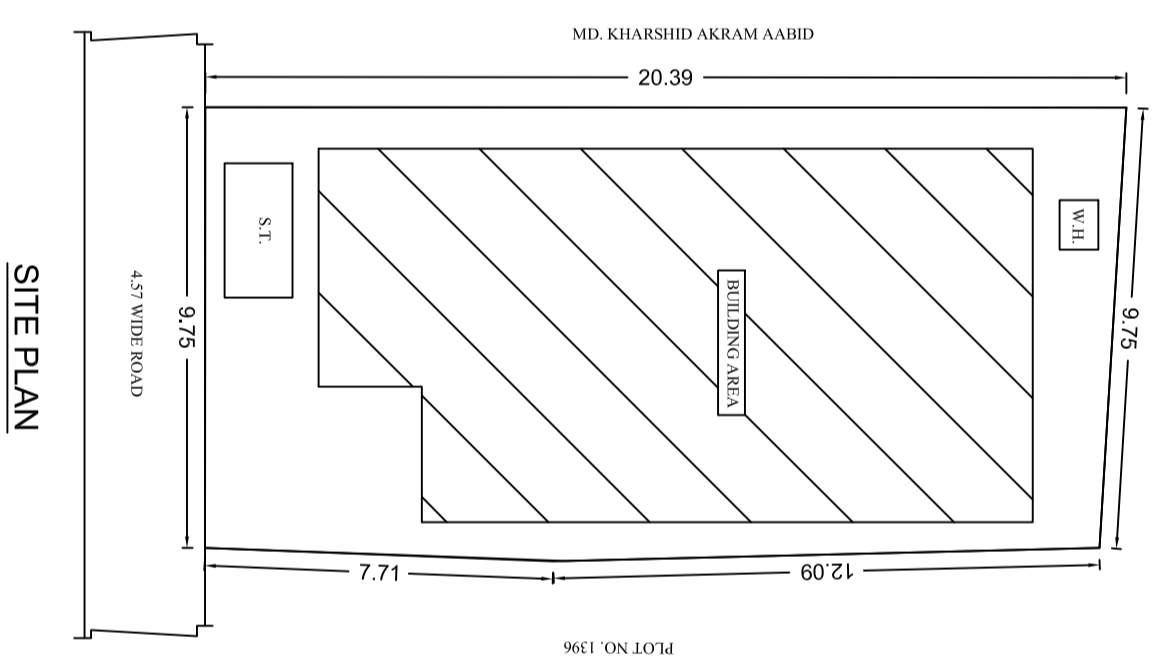 MD. KHARSHID AKRAM AABID
20.39
9.75
S.T.
W.H.
4.57 WIDE ROAD
BUILDING AREA
9.75
SITE PLAN
7.71
12.09
PLOT NO. 1396